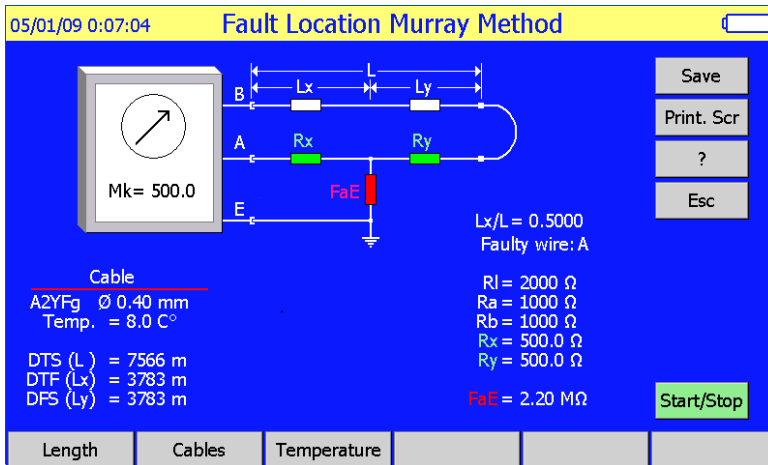 05/01/09 0:07:04 Fault Location Murray Method
L
Lx Ly
B
A
E
Rx Ry
FaE
Mk= 500.0
Save
Print. Scr
?
Esc
Lx/L = 0.5000
Faulty wire: A
Cable
A2YFg Ø 0.40 mm
Temp. = 8.0 C°
DTS (L ) = 7566 m
DTF (Lx) = 3783 m
DFS (Ly) = 3783 m
Rl = 2000 Ω
Ra = 1000 Ω
Rb = 1000 Ω
Rx = 500.0 Ω
Ry = 500.0 Ω
FaE = 2.20 MΩ
Start/Stop
Length Cables Temperature